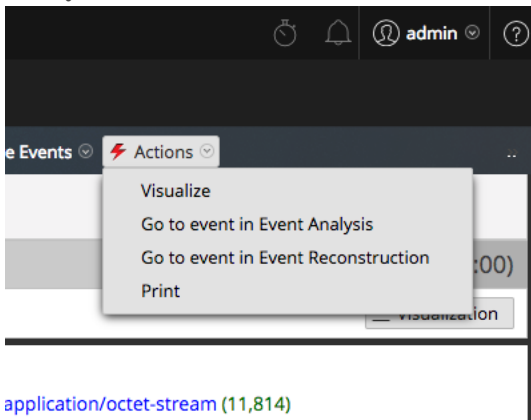 admin
?
e Events
Actions
Visualize
Go to event in Event Analysis
Go to event in Event Reconstruction
:00)
Print
Visualization
application/octet-stream (11,814)